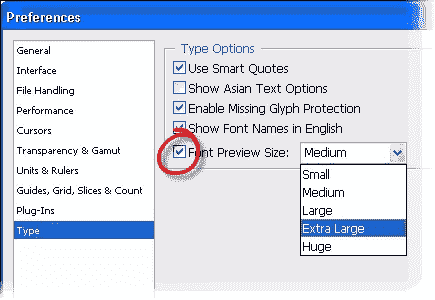 Preferences
General
Interface
File Handling
Performance
Cursors
Transparency & Gamut
Units & Rulers
Guides, Grid, Slices & Count
Plug-Ins
Type
Type Options
Use Smart Quotes
Show Asian Text Options
Enable Missing Glyph Protection
Show Font Names in English
Font Preview Size: Medium
Small
Medium
Large
Extra Large
Huge